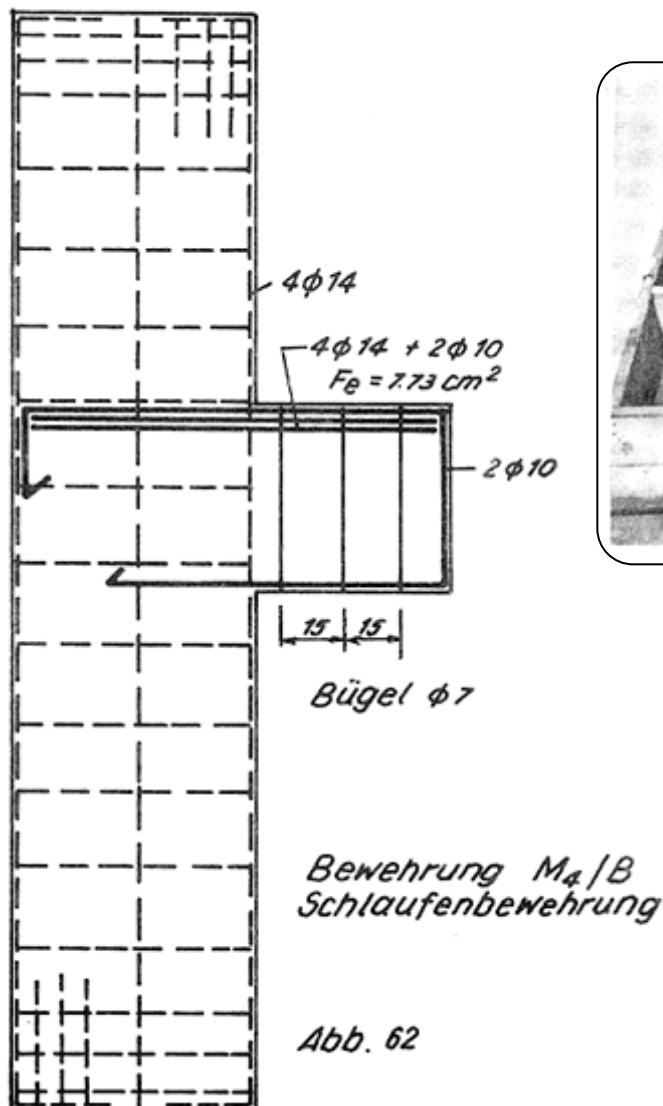 4ϕ14
4ϕ14 + 2ϕ10
Fe = 7.73 cm²
2ϕ10
15 15
Bügel ϕ7
Bewehrung M₄/B
Schlaufenbewehrung
Abb. 62